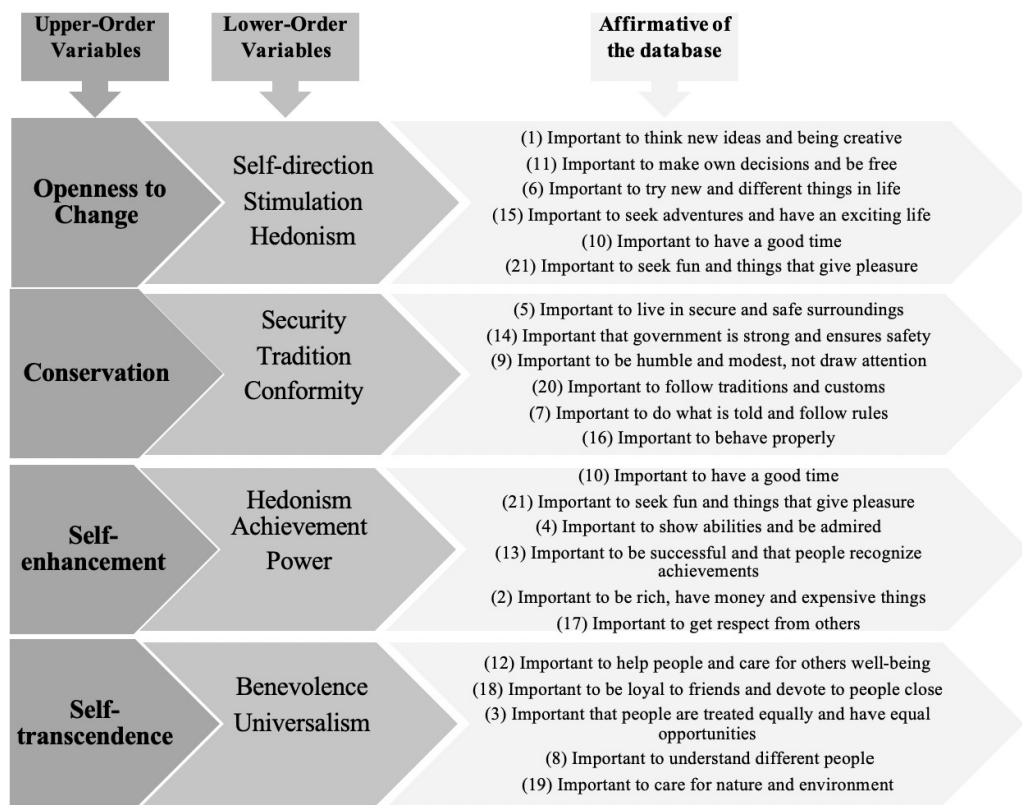 Upper-Order
Variables
Lower-Order
Variables
Affirmative of
the database
Openness to
Change
Self-direction
Stimulation
Hedonism
(1) Important to think new ideas and being creative
(11) Important to make own decisions and be free
(6) Important to try new and different things in life
(15) Important to seek adventures and have an exciting life
(10) Important to have a good time
(21) Important to seek fun and things that give pleasure
Conservation
Security
Tradition
Conformity
(5) Important to live in secure and safe surroundings
(14) Important that government is strong and ensures safety
(9) Important to be humble and modest, not draw attention
(20) Important to follow traditions and customs
(7) Important to do what is told and follow rules
(16) Important to behave properly
Self-
enhancement
Hedonism
Achievement
Power
(10) Important to have a good time
(21) Important to seek fun and things that give pleasure
(4) Important to show abilities and be admired
(13) Important to be successful and that people recognize
achievements
(2) Important to be rich, have money and expensive things
(17) Important to get respect from others
Self-
transcendence
Benevolence
Universalism
(12) Important to help people and care for others well-being
(18) Important to be loyal to friends and devote to people close
(3) Important that people are treated equally and have equal
opportunities
(8) Important to understand different people
(19) Important to care for nature and environment